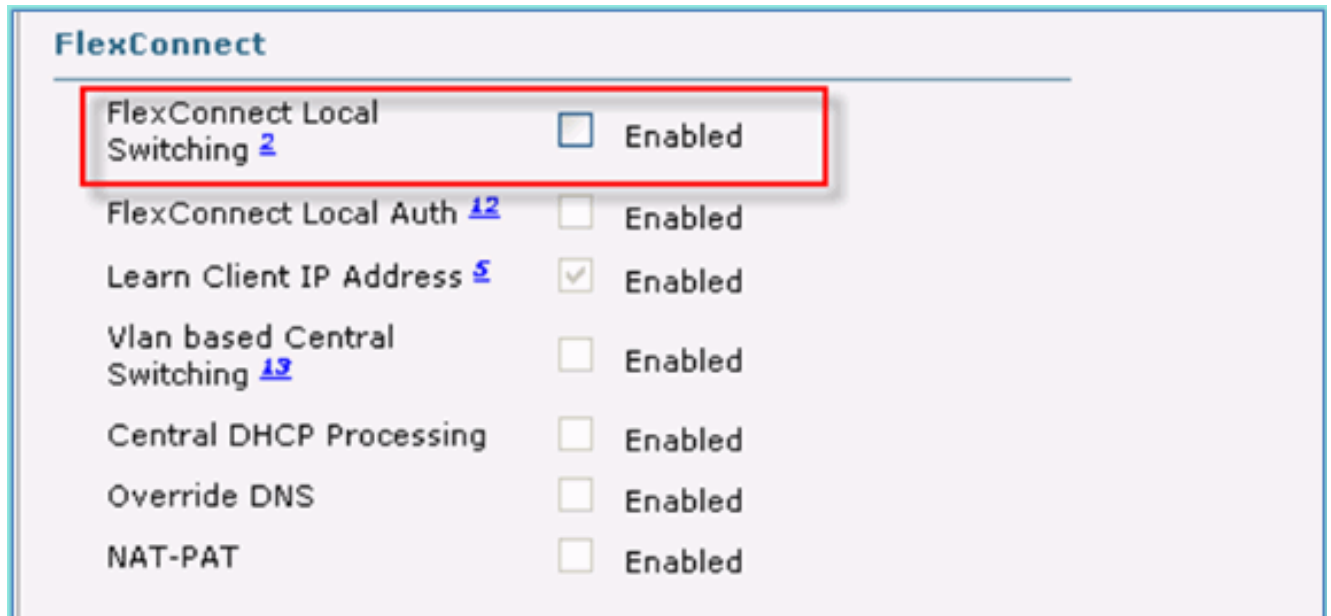 FlexConnect
FlexConnect Local
Switching 2 Enabled
FlexConnect Local Auth 12 Enabled
Learn Client IP Address 5 Enabled
Vlan based Central
Switching 13 Enabled
Central DHCP Processing Enabled
Override DNS Enabled
NAT-PAT Enabled